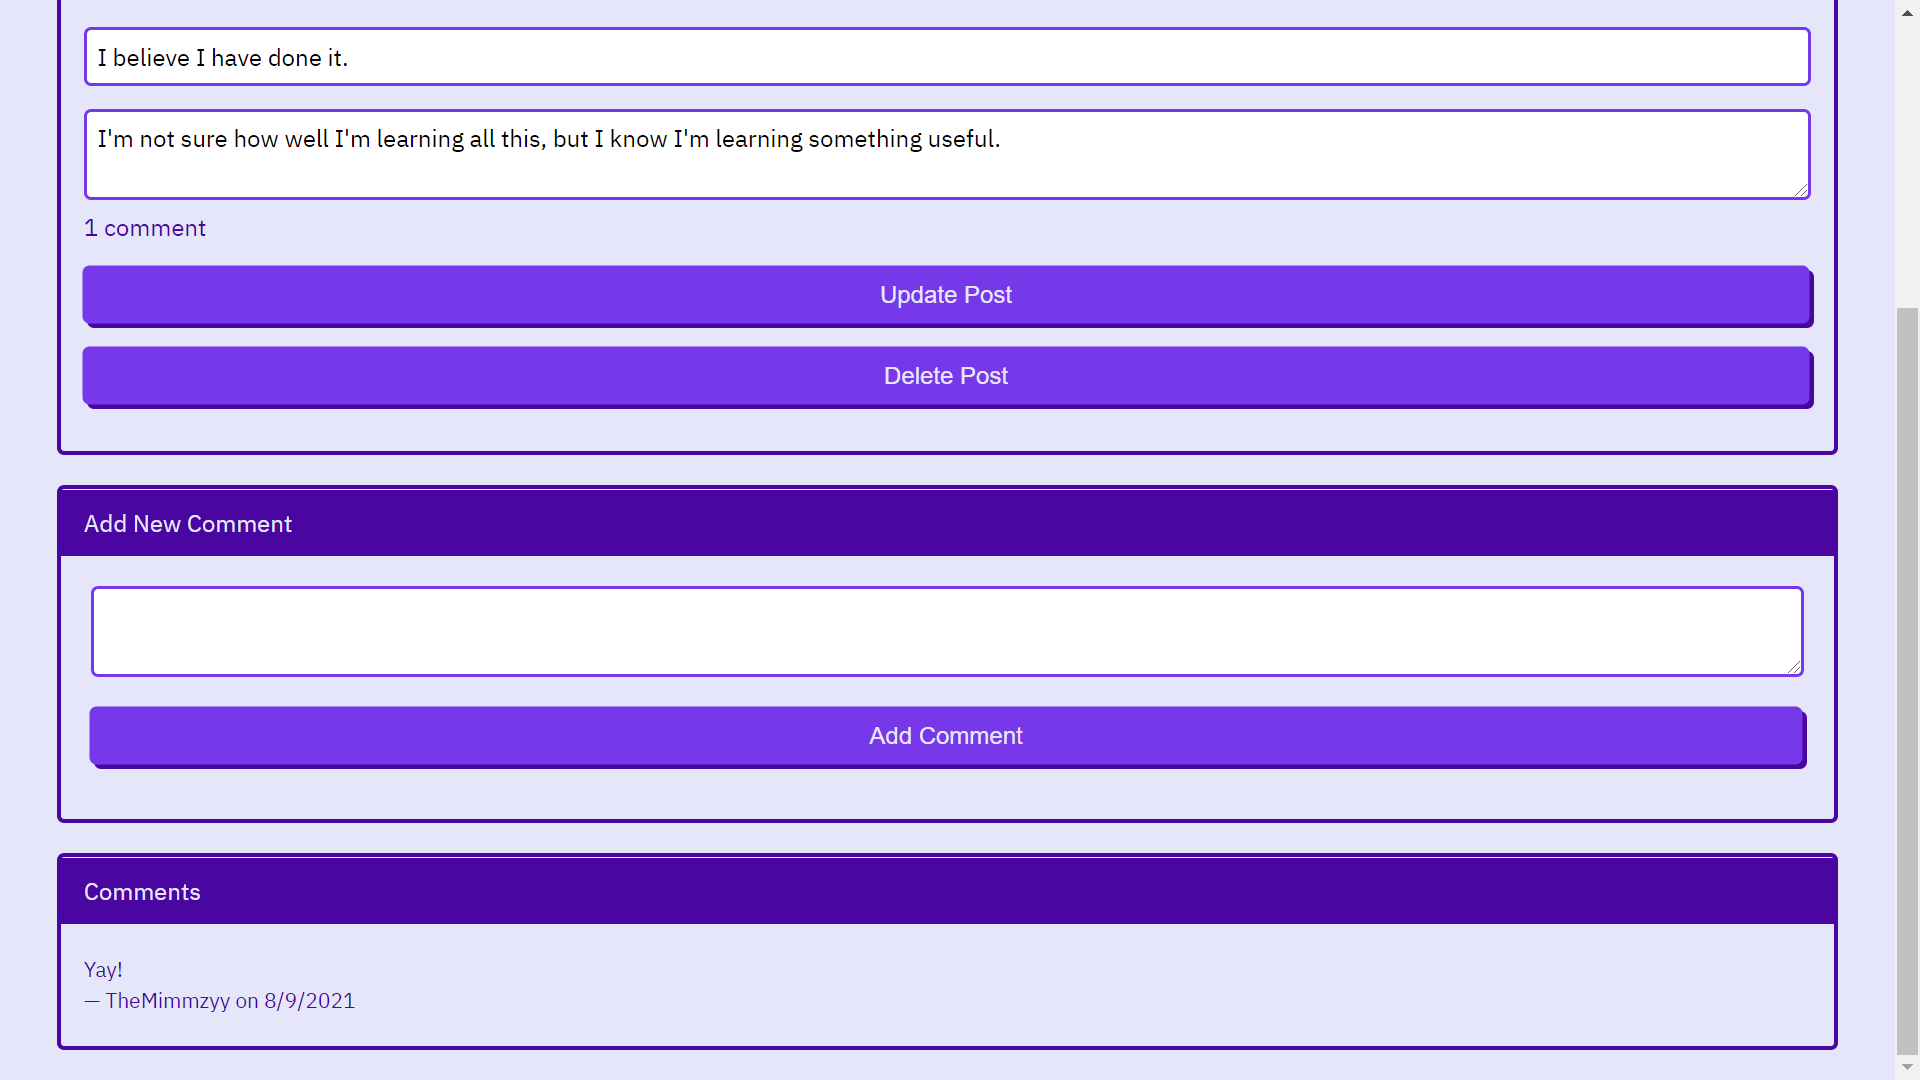 I believe I have done it.
I'm not sure how well I'm learning all this, but I know I'm learning something useful.
1 comment
Update Post
Delete Post
Add New Comment
Add Comment
Comments
Yay!
— TheMimmzyy on 8/9/2021